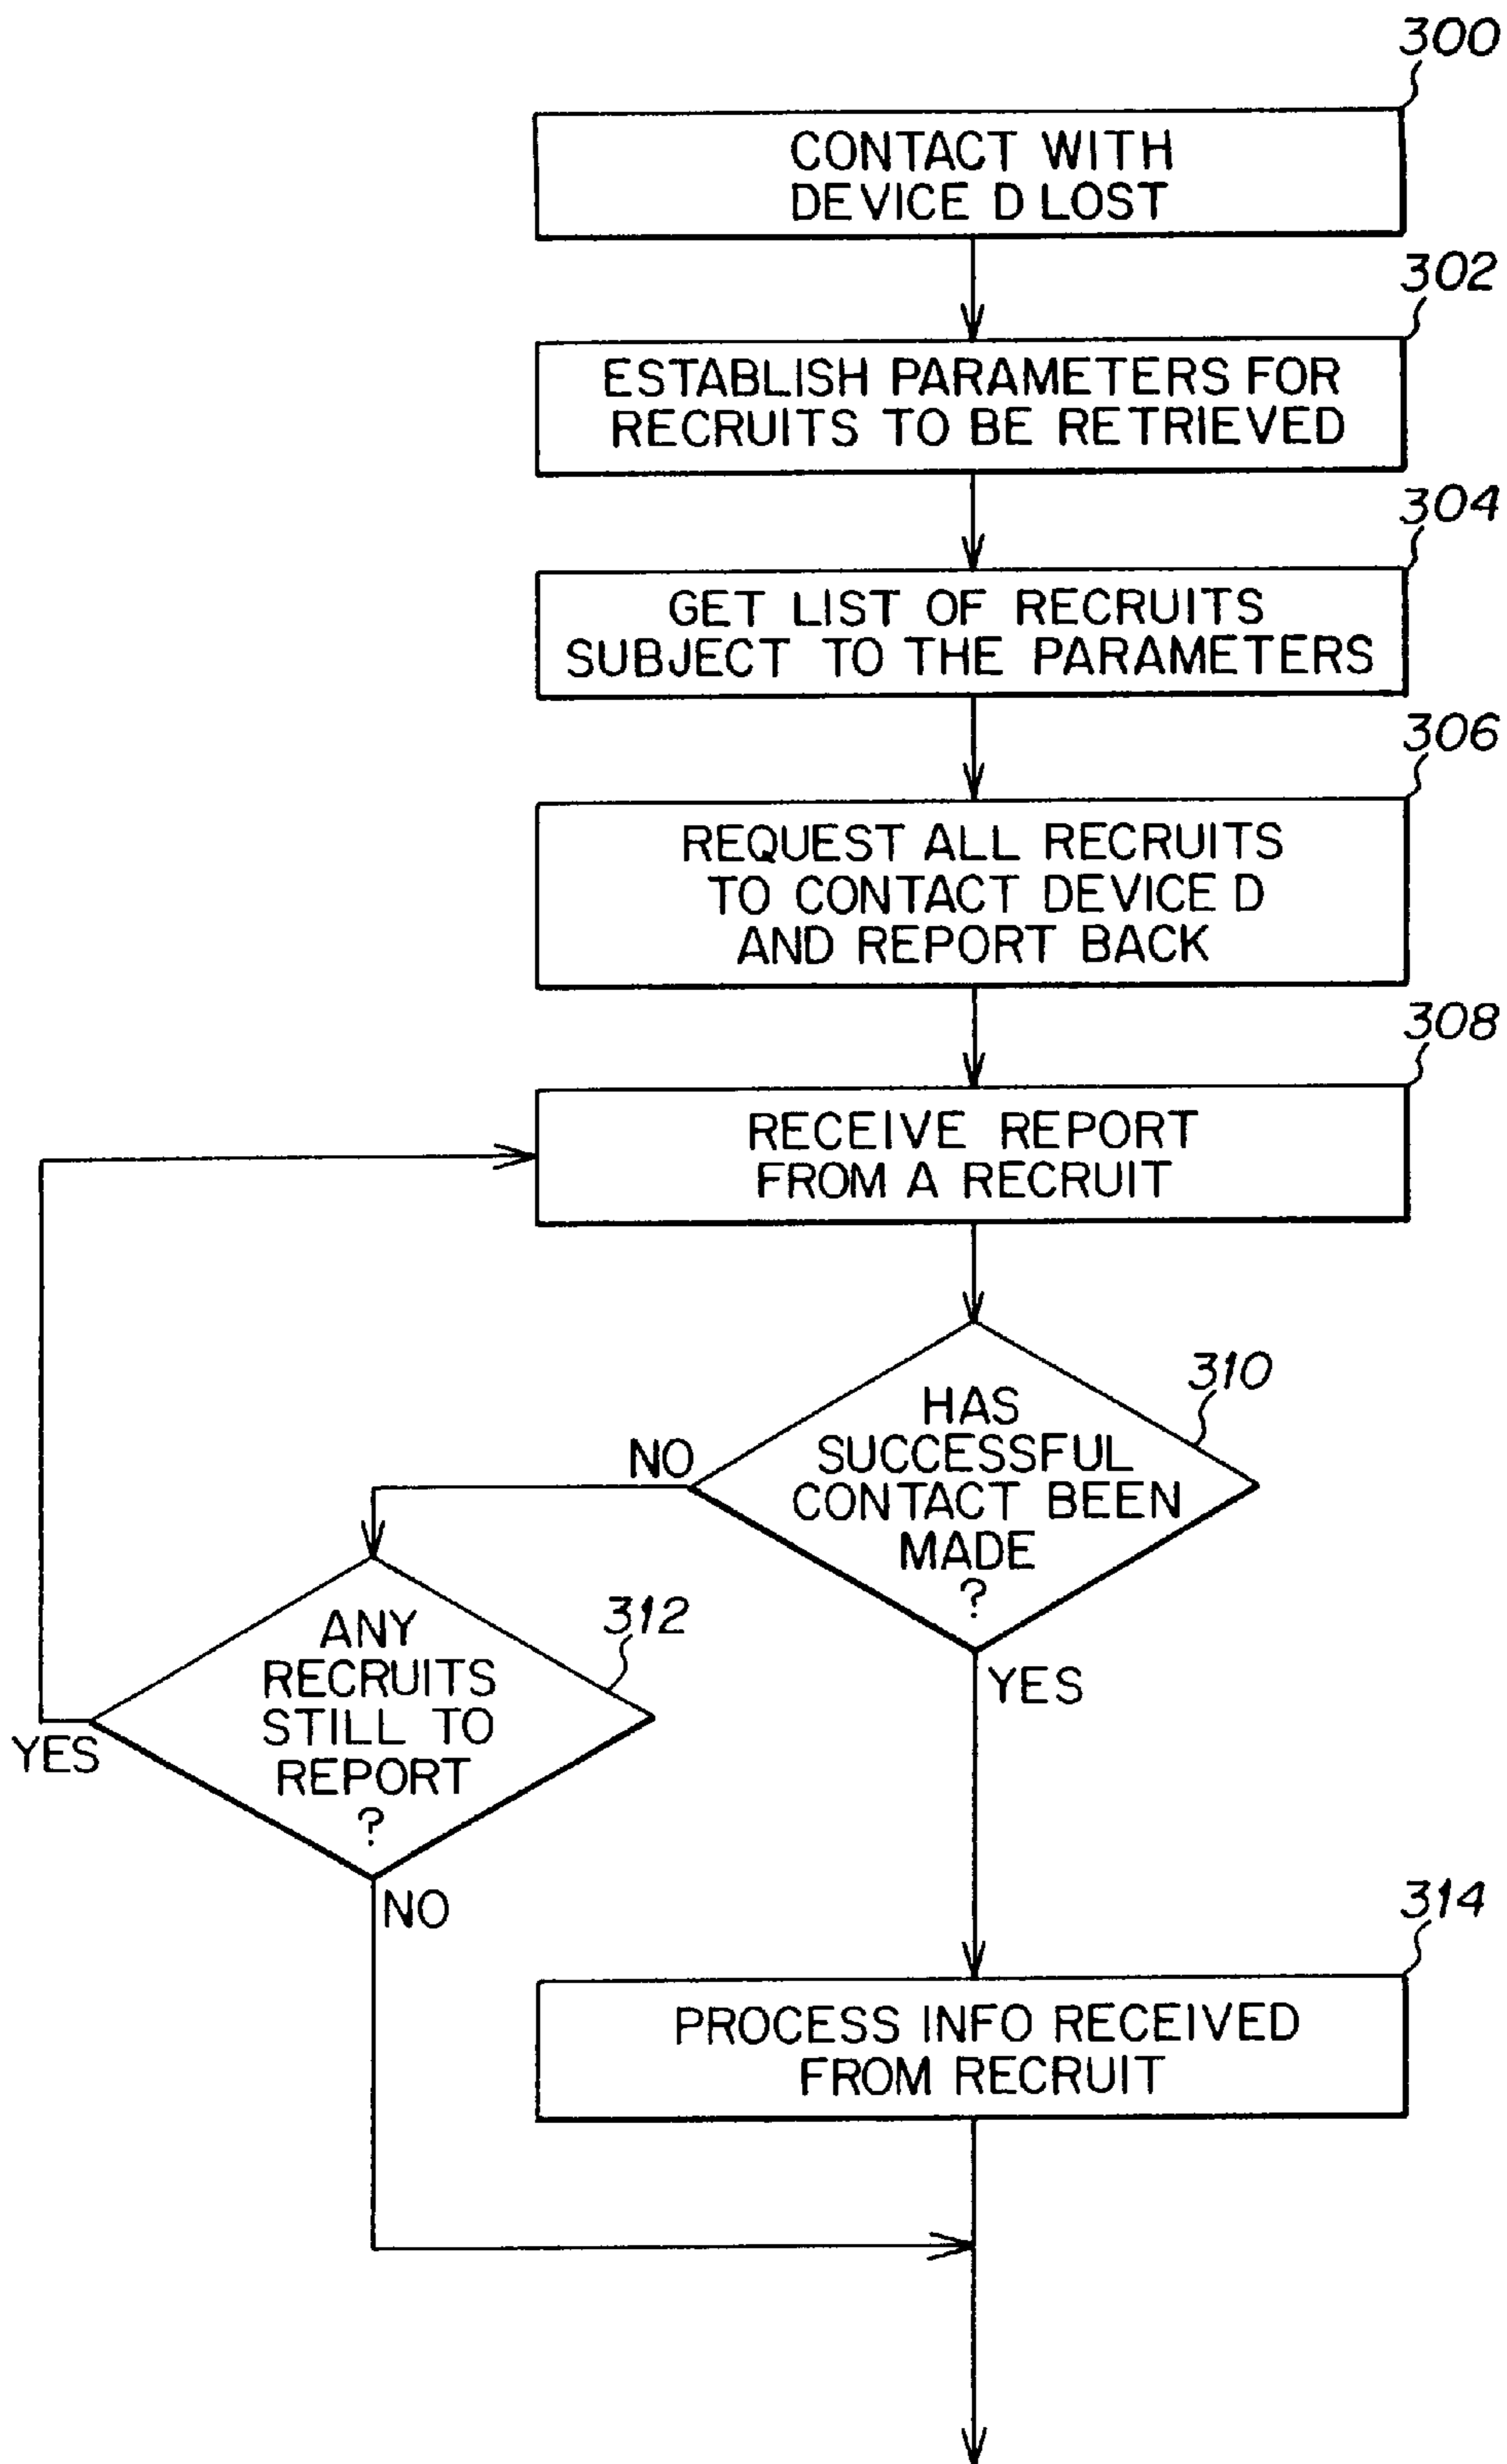 300
CONTACT WITH
DEVICE D LOST
302
ESTABLISH PARAMETERS FOR
RECRUITS TO BE RETRIEVED
304
GET LIST OF RECRUITS
SUBJECT TO THE PARAMETERS
306
REQUEST ALL RECRUITS
TO CONTACT DEVICE D
AND REPORT BACK
308
RECEIVE REPORT
FROM A RECRUIT
310
HAS
SUCCESSFUL
CONTACT BEEN
MADE
?
NO
YES
312
ANY
RECRUITS
STILL TO
REPORT
?
YES
NO
314
PROCESS INFO RECEIVED
FROM RECRUIT